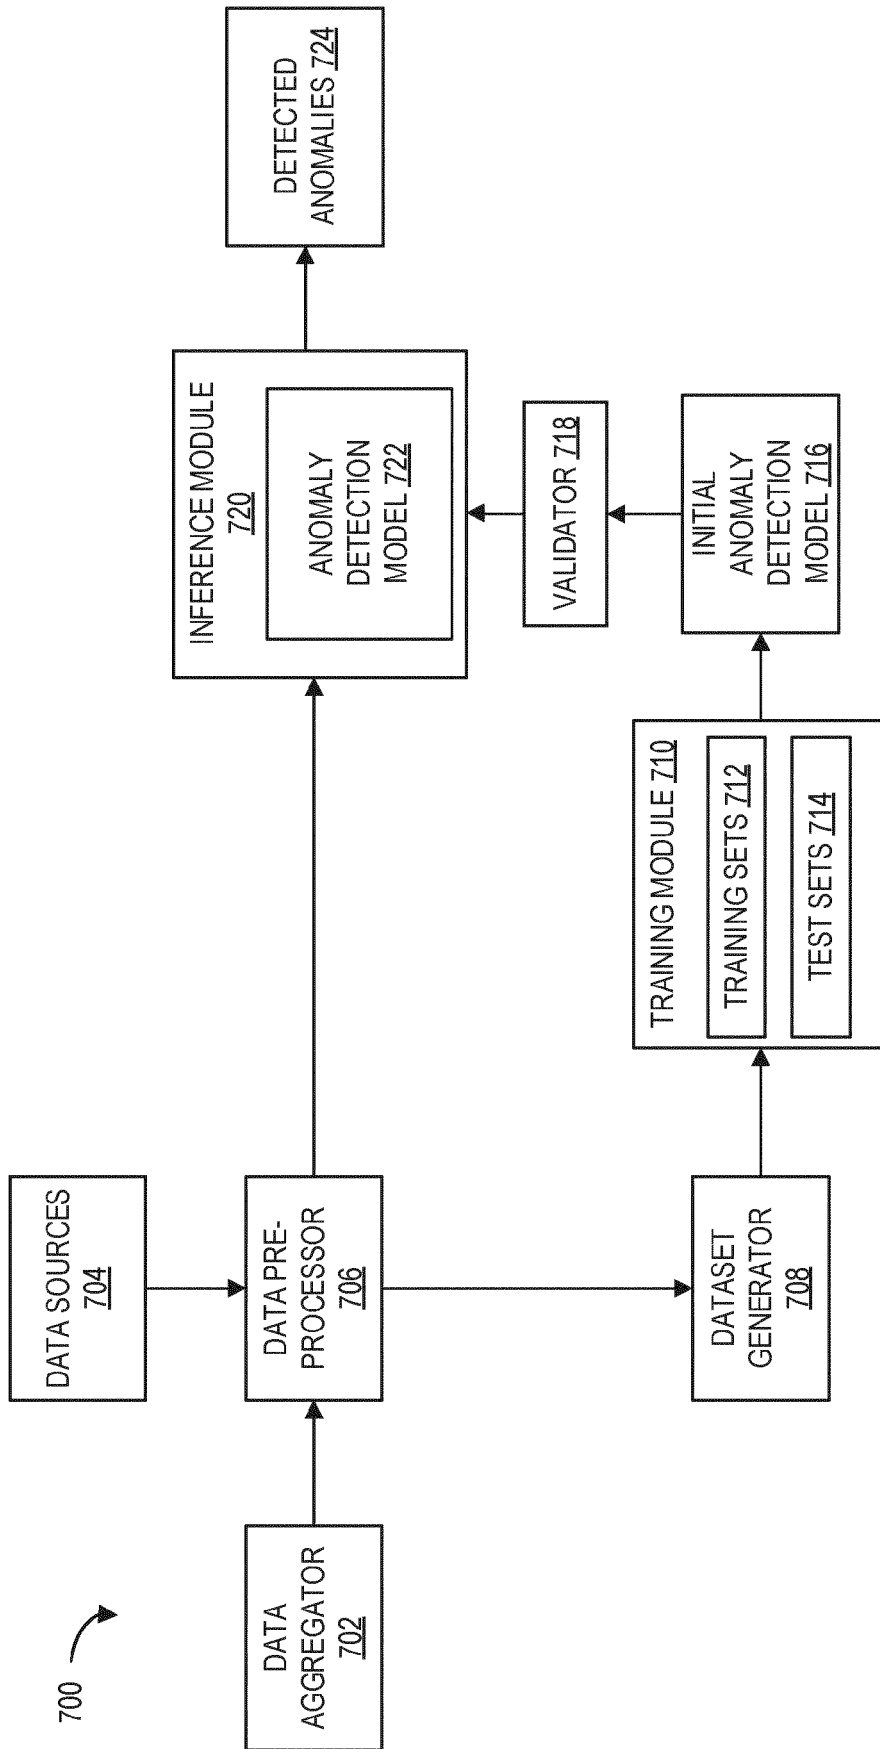 700
DATA
AGGREGATOR
702
DATA SOURCES
704
DATA PRE-
PROCESSOR
706
DATASET
GENERATOR
708
TRAINING MODULE 710
TRAINING SETS 712
TEST SETS 714
INITIAL
ANOMALY
DETECTION
MODEL 716
VALIDATOR 718
INFERENCE MODULE
720
ANOMALY
DETECTION
MODEL 722
DETECTED
ANOMALIES 724